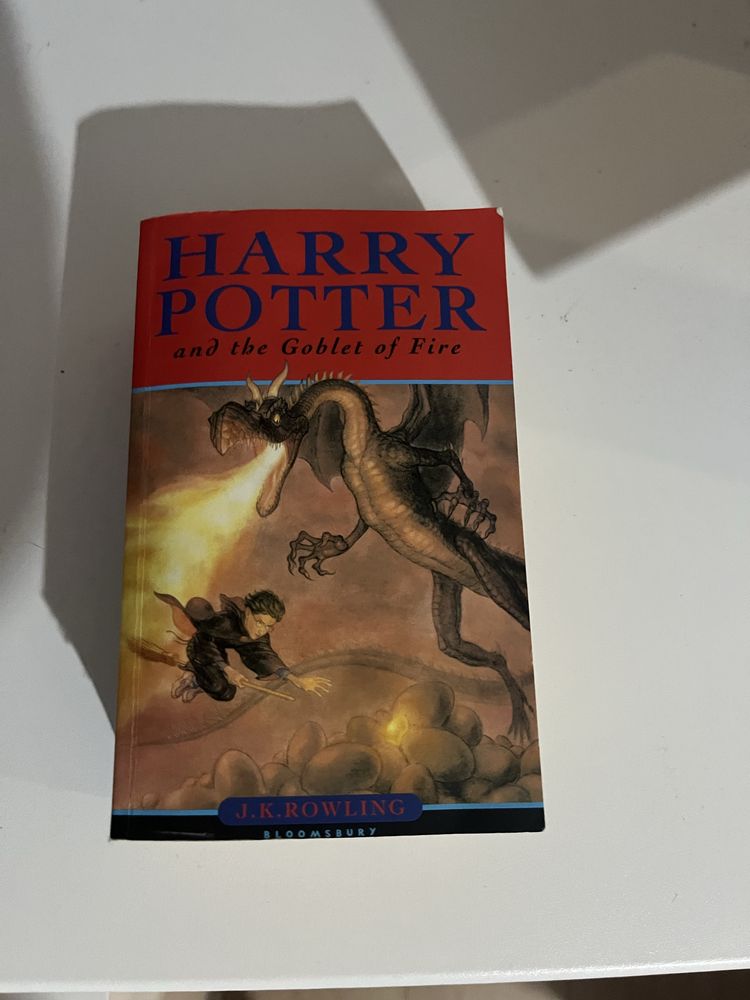 HARRY
POTTER
and the Goblet of Fire
J.K.ROWLING
BLOOMSBURY